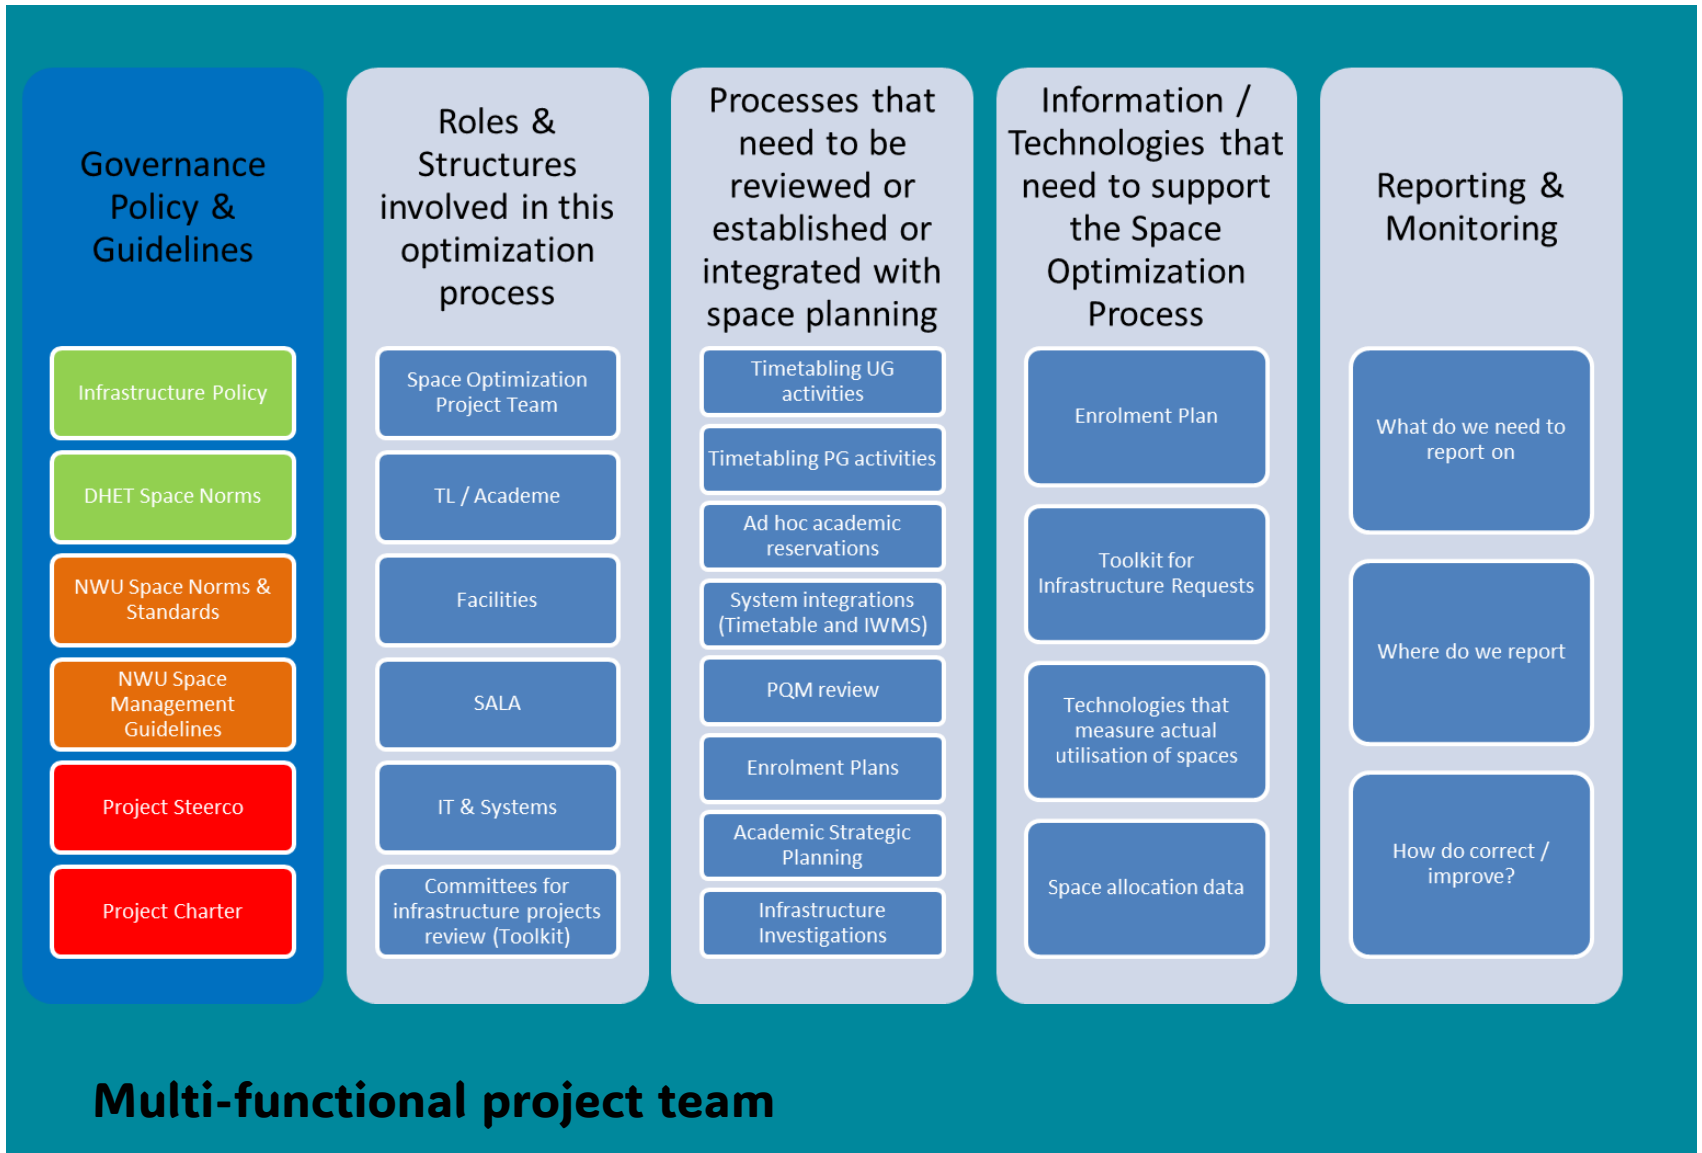 Governance
Policy &
Guidelines
Infrastructure Policy
DHET Space Norms
NWU Space Norms &
Standards
NWU Space
Management
Guidelines
Project Steerco
Project Charter
Roles &
Structures
involved in this
optimization
process
Space Optimization
Project Team
TL / Academe
Facilities
SALA
IT & Systems
Committees for
infrastructure projects
review (Toolkit)
Processes that
need to be
reviewed or
established or
integrated with
space planning
Timetabling UG
activities
Timetabling PG activities
Ad hoc academic
reservations
System integrations
(Timetable and IWMS)
PQM review
Enrolment Plans
Academic Strategic
Planning
Infrastructure
Investigations
Information /
Technologies that
need to support
the Space
Optimization
Process
Enrolment Plan
Toolkit for
Infrastructure Requests
Technologies that
measure actual
utilisation of spaces
Space allocation data
Reporting &
Monitoring
What do we need to
report on
Where do we report
How do correct /
improve?
Multi-functional project team